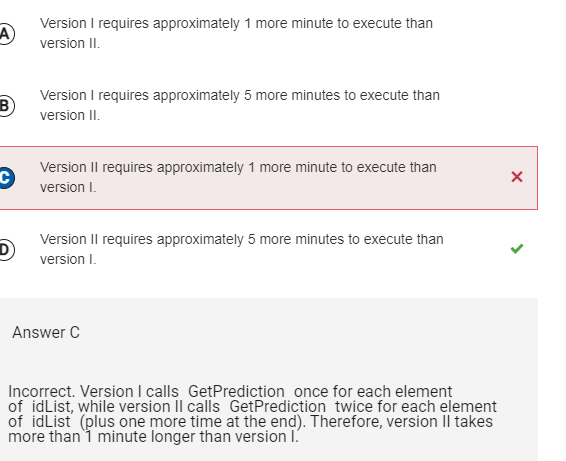 A
Version I requires approximately 1 more minute to execute than
version II.
B
Version I requires approximately 5 more minutes to execute than
version II.
C
Version II requires approximately 1 more minute to execute than
version I.
D
Version II requires approximately 5 more minutes to execute than
version I.
Answer C
Incorrect. Version I calls GetPrediction once for each element
of idList, while version II calls GetPrediction twice for each element
of idList (plus one more time at the end). Therefore, version II takes
more than 1 minute longer than version I.